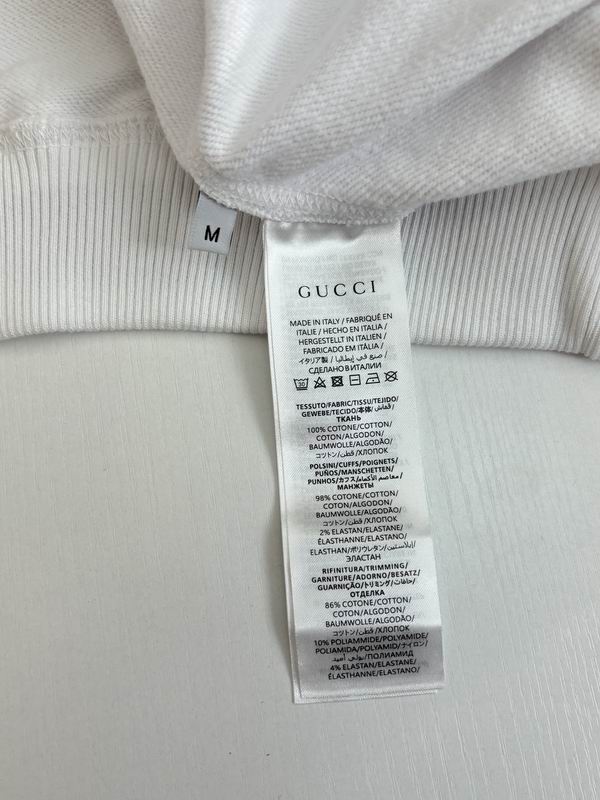 M
GUCCI
MADE IN ITALY / FABRIQUÉ EN
ITALIE / HECHO EN ITALIA /
HERGESTELLT IN ITALIEN /
FABRICADO EM ITÁLIA /
イタリア製 / صنع في إيطاليا /
СДЕЛАНО В ИТАЛИИ
30
TESSUTO/FABRIC/TISSU/TEJIDO/
GEWEBE/TECIDO/本体/قماش/
ТКАНЬ
100% COTONE/COTTON/
COTON/ALGODON/
BAUMWOLLE/ALGODÃO/
コットン/قطن/ХЛОПОК
POLSINI/CUFFS/POIGNETS/
PUÑOS/MANSCHETTEN/
PUNHOS/カフス/معاصم الأكمام/
МАНЖЕТЫ
98% COTONE/COTTON/
COTON/ALGODON/
BAUMWOLLE/ALGODÃO/
コットン/قطن/ХЛОПОК
2% ELASTAN/ELASTANE/
ÉLASTHANNE/ELASTANO/
ELASTHAN/ポリウレタン/إيلاستين/
ЭЛАСТАН
RIFINITURA/TRIMMING/
GARNITURE/ADORNO/BESATZ/
GUARNIÇÃO/トリミング/حافات/
ОТДЕЛКА
86% COTONE/COTTON/
COTON/ALGODON/
BAUMWOLLE/ALGODÃO/
コットン/قطن/ХЛОПОК
10% POLIAMMIDE/POLYAMIDE/
POLIAMIDA/POLYAMID/ナイロン/
بولي أميد/ПОЛИАМИД
4% ELASTAN/ELASTANE/
ÉLASTHANNE/ELASTANO/